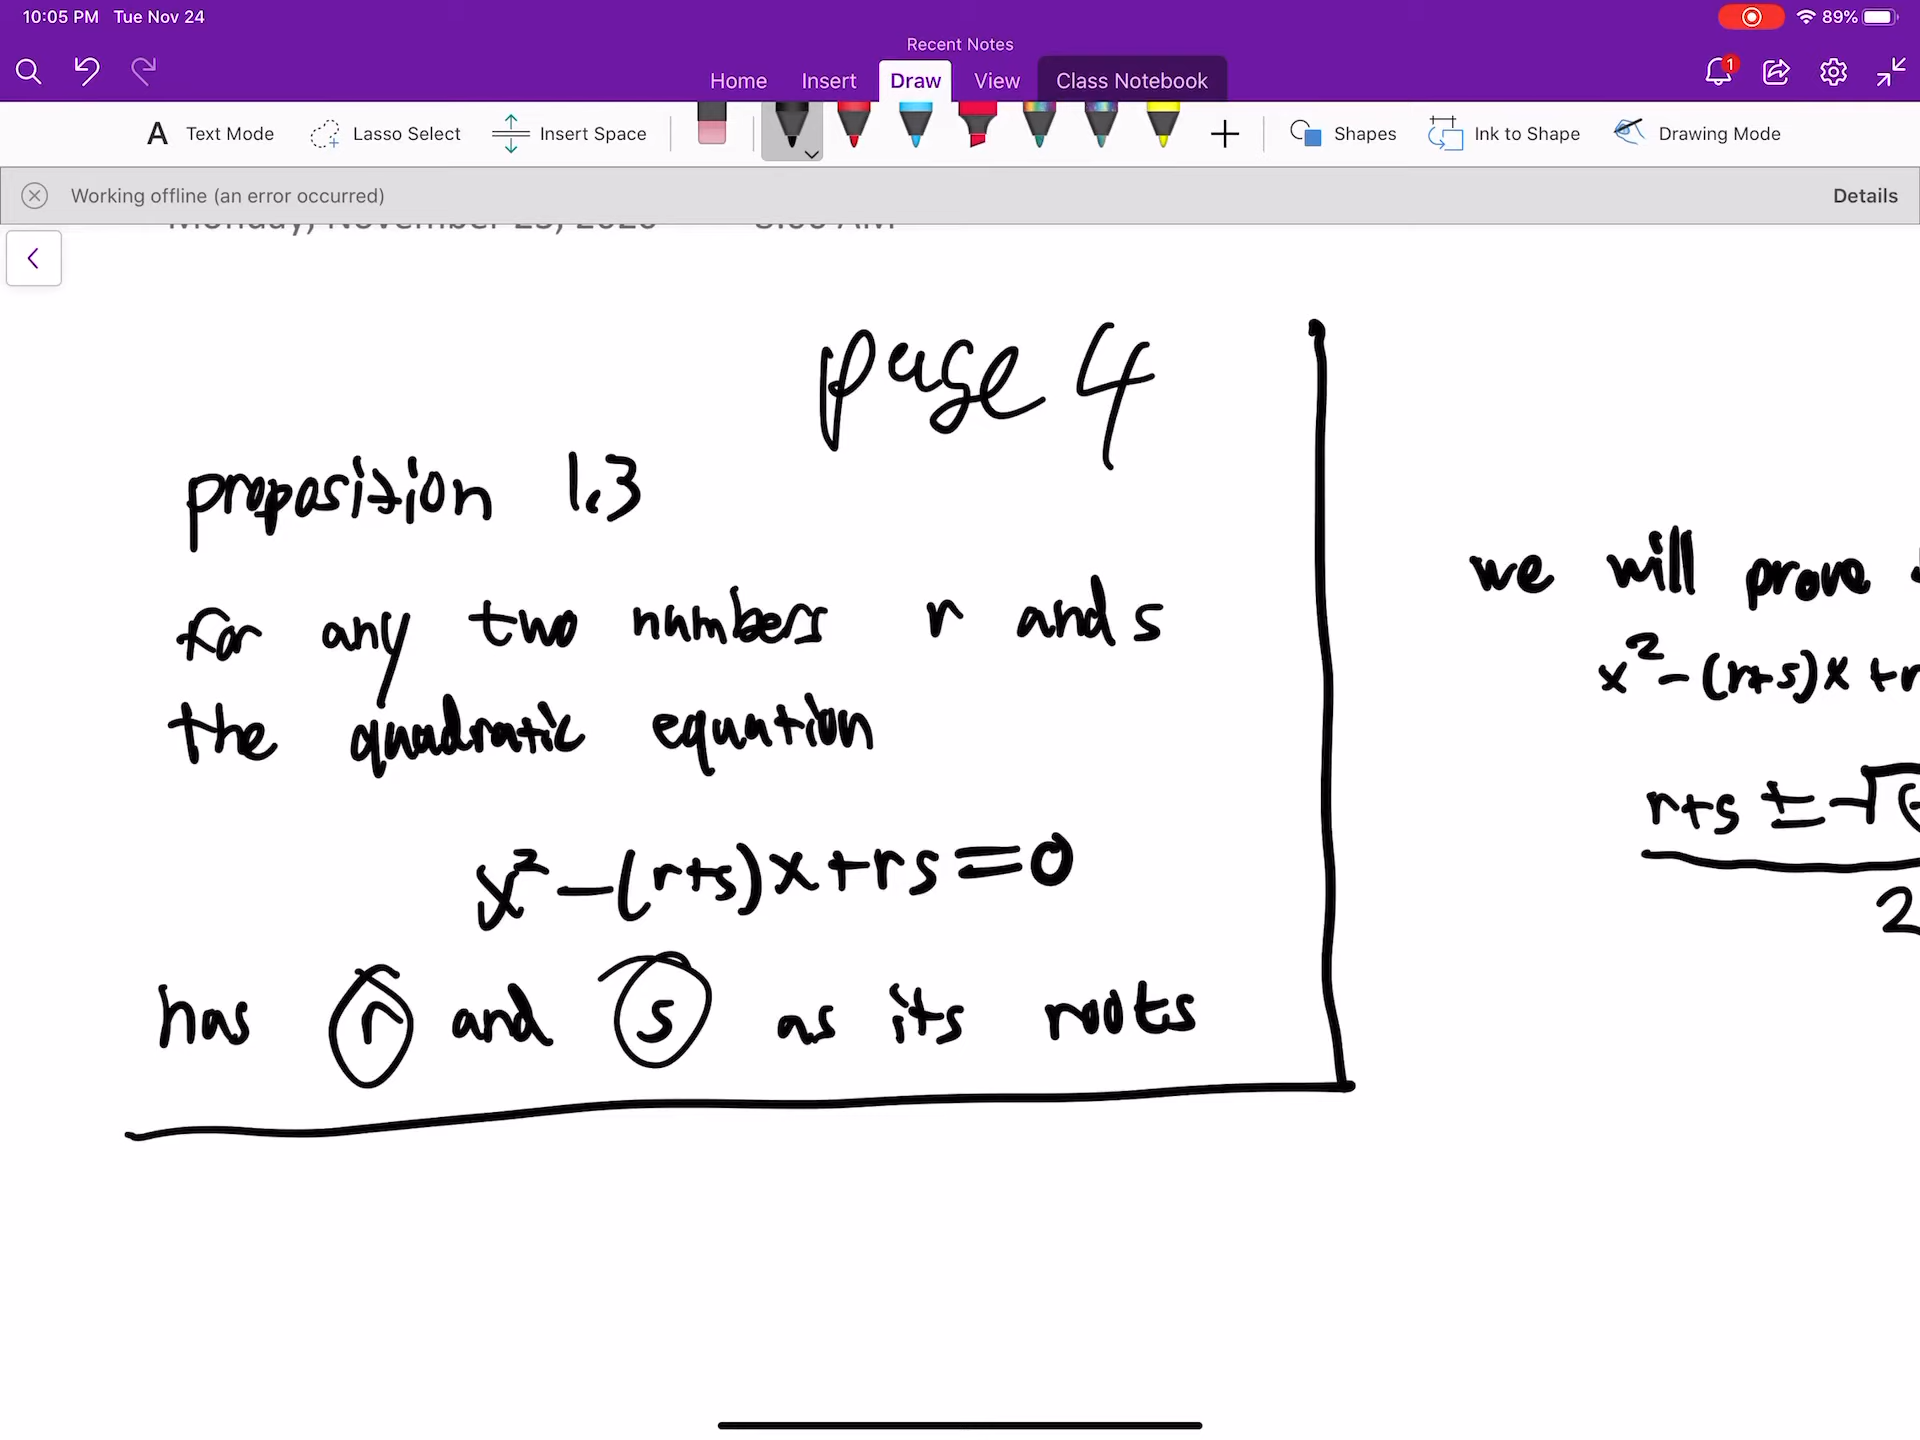 10:05 PM Tue Nov 24
89%
Recent Notes
Home Insert Draw View Class Notebook
1
A Text Mode Lasso Select Insert Space Shapes Ink to Shape Drawing Mode
Working offline (an error occurred) Details
page 4
proposition 1.3
for any two numbers r and s
the quadratic equation
x²-(r+s)x+rs=0
has r and s as its roots
we will prove
x²-(r+s)x+r
r+s ± √(
2